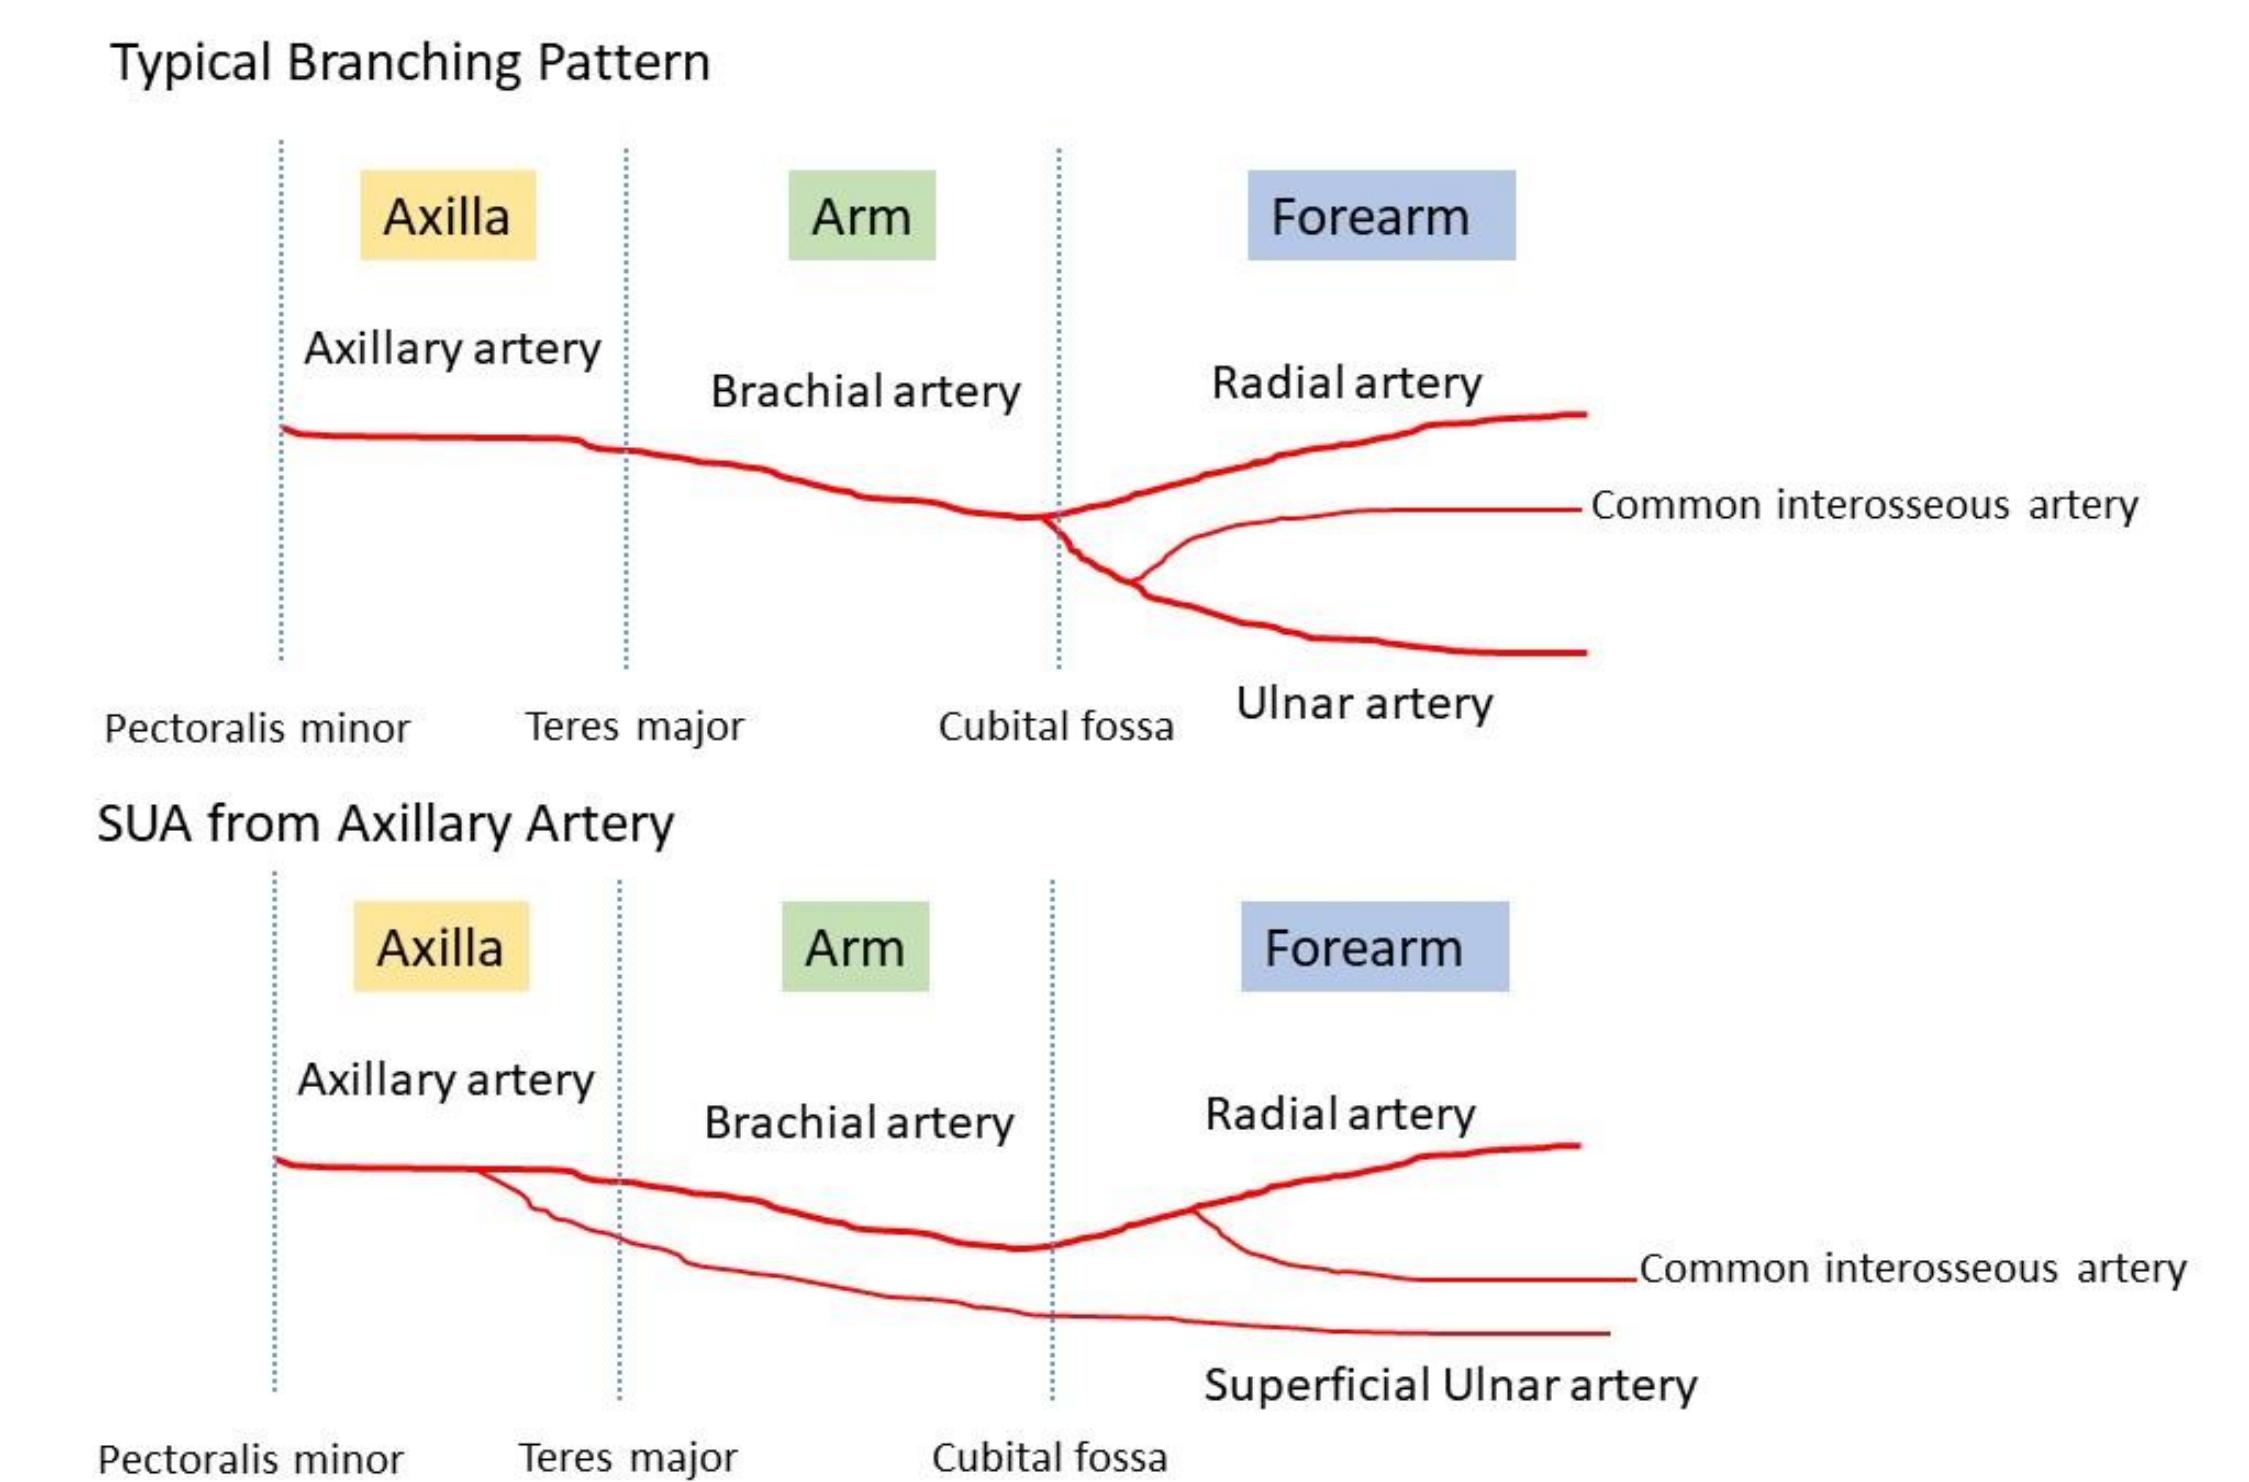 Typical Branching Pattern
Axilla
Arm
Forearm
Axillary artery
Brachial artery
Radial artery
Common interosseous artery
Ulnar artery
Pectoralis minor
Teres major
Cubital fossa
SUA from Axillary Artery
Axilla
Arm
Forearm
Axillary artery
Brachial artery
Radial artery
Common interosseous artery
Superficial Ulnar artery
Pectoralis minor
Teres major
Cubital fossa